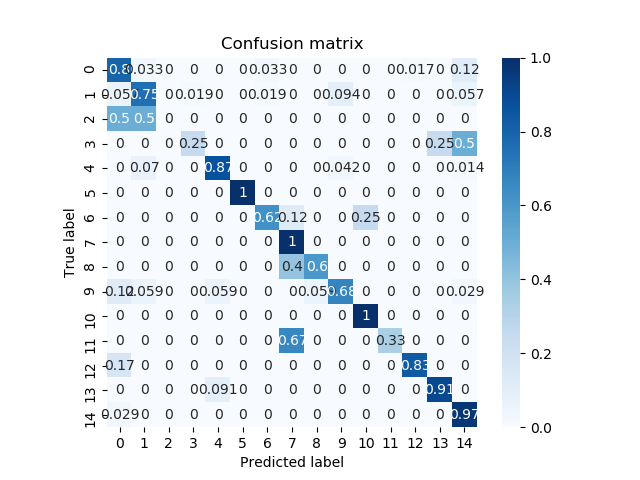 Confusion matrix
0 0.8 0.033 0 0 0 0 0.033 0 0 0 0 0 0.017 0 0.12
1 0.057 0.75 0 0.019 0 0 0.019 0 0 0.094 0 0 0 0 0.057
2 0.5 0.5 0 0 0 0 0 0 0 0 0 0 0 0 0
3 0 0 0 0.25 0 0 0 0 0 0 0 0 0 0.25 0.5
4 0 0.07 0 0 0.87 0 0 0 0 0.042 0 0 0 0 0.014
5 0 0 0 0 0 1 0 0 0 0 0 0 0 0 0
6 0 0 0 0 0 0 0.62 0.12 0 0 0.25 0 0 0 0
7 0 0 0 0 0 0 0 1 0 0 0 0 0 0 0
8 0 0 0 0 0 0 0 0.4 0.6 0 0 0 0 0 0
9 0.12 0.059 0 0 0.059 0 0 0 0.059 0.68 0 0 0 0 0.029
10 0 0 0 0 0 0 0 0 0 0 1 0 0 0 0
11 0 0 0 0 0 0 0 0.67 0 0 0 0.33 0 0 0
12 0.17 0 0 0 0 0 0 0 0 0 0 0 0.83 0 0
13 0 0 0 0 0.091 0 0 0 0 0 0 0 0 0.91 0
14 0.029 0 0 0 0 0 0 0 0 0 0 0 0 0 0.97
0 1 2 3 4 5 6 7 8 9 10 11 12 13 14
Predicted label
True label
1.0
0.8
0.6
0.4
0.2
0.0